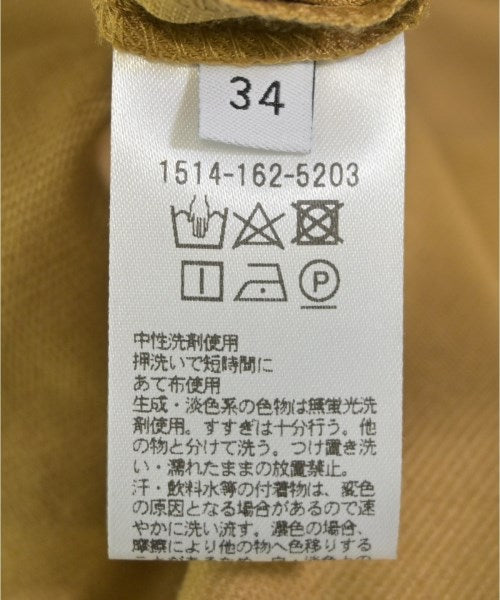 34
1514-162-5203
P
中性洗剤使用
押洗いで短時間に
あて布使用
生成・淡色系の色物は無蛍光洗
剤使用。すすぎは十分行う。他
の物と分けて洗う。つけ置き洗
い・濡れたままの放置禁止。
汗・飲料水等の付着物は、変色
の原因となる場合があるので速
やかに洗い流す。濃色の場合、
摩擦により他の物へ色移りする